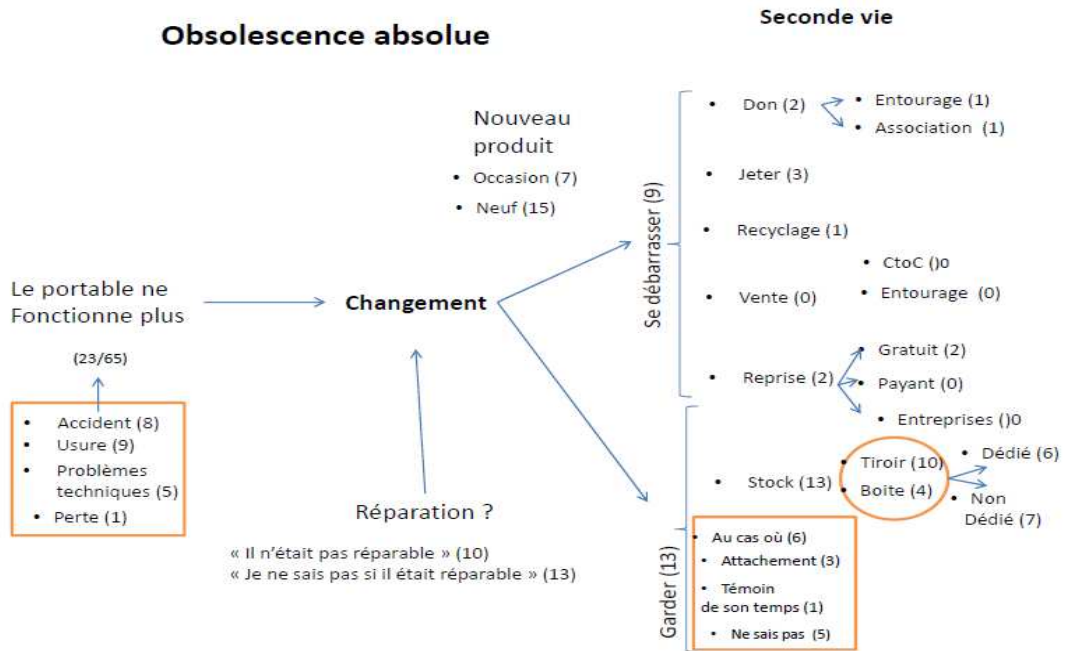 Obsolescence absolue
Seconde vie
Nouveau
produit
• Occasion (7)
• Neuf (15)
Le portable ne
Fonctionne plus
(23/65)
• Accident (8)
• Usure (9)
• Problèmes
techniques (5)
• Perte (1)
Changement
Réparation ?
« Il n'était pas réparable » (10)
« Je ne sais pas si il était réparable » (13)
Se débarrasser (9)
• Don (2)
• Entourage (1)
• Association (1)
• Jeter (3)
• Recyclage (1)
• Vente (0)
• CtoC ()0
• Entourage (0)
• Reprise (2)
• Gratuit (2)
• Payant (0)
• Entreprises ()0
Garder (13)
• Stock (13)
• Tiroir (10)
• Boite (4)
• Dédié (6)
• Non
Dédié (7)
• Au cas où (6)
• Attachement (3)
• Témoin
de son temps (1)
• Ne sais pas (5)